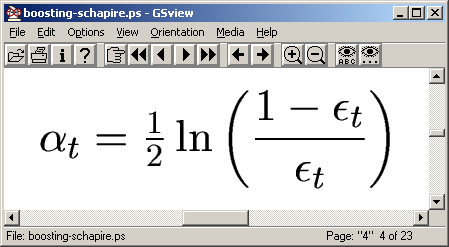 boosting-schapire.ps - GSview
File Edit Options View Orientation Media Help
i ? ABC
αₜ = ½ ln ( (1 − ϵₜ) / ϵₜ )
File: boosting-schapire.ps Page: "4" 4 of 23